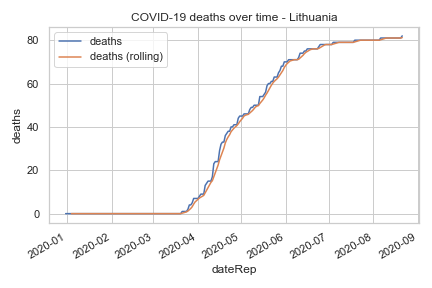 COVID-19 deaths over time - Lithuania
deaths
deaths (rolling)
deaths
80
60
40
20
0
2020-01
2020-02
2020-03
2020-04
2020-05
2020-06
2020-07
2020-08
2020-09
dateRep